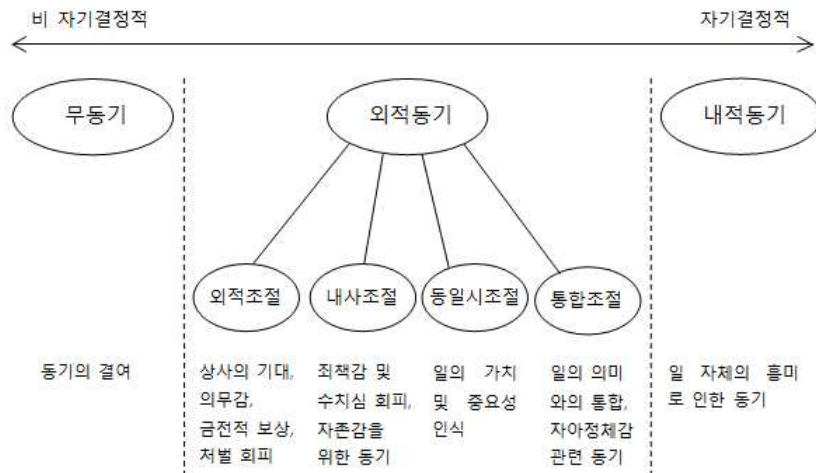 비 자기결정적
자기결정적
무동기
외적동기
내적동기
외적조절
내사조절
동일시조절
통합조절
동기의 결여
상사의 기대,
의무감,
금전적 보상,
처벌 회피
죄책감 및
수치심 회피,
자존감을
위한 동기
일의 가치
및 중요성
인식
일의 의미
와의 통합,
자아정체감
관련 동기
일 자체의 흥미
로 인한 동기